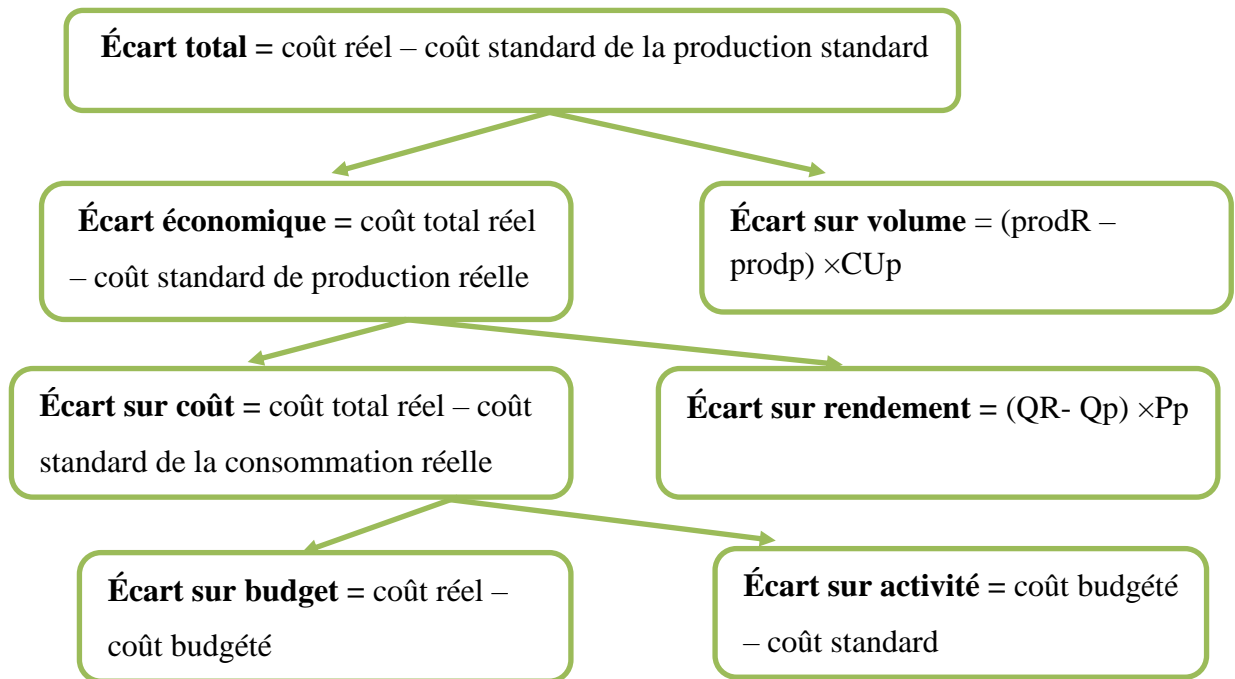 Écart total = coût réel – coût standard de la production standard
Écart économique = coût total réel
– coût standard de production réelle
Écart sur volume = (prodR –
prodp) ×CUp
Écart sur coût = coût total réel – coût
standard de la consommation réelle
Écart sur rendement = (QR- Qp) ×Pp
Écart sur budget = coût réel –
coût budgété
Écart sur activité = coût budgété
– coût standard